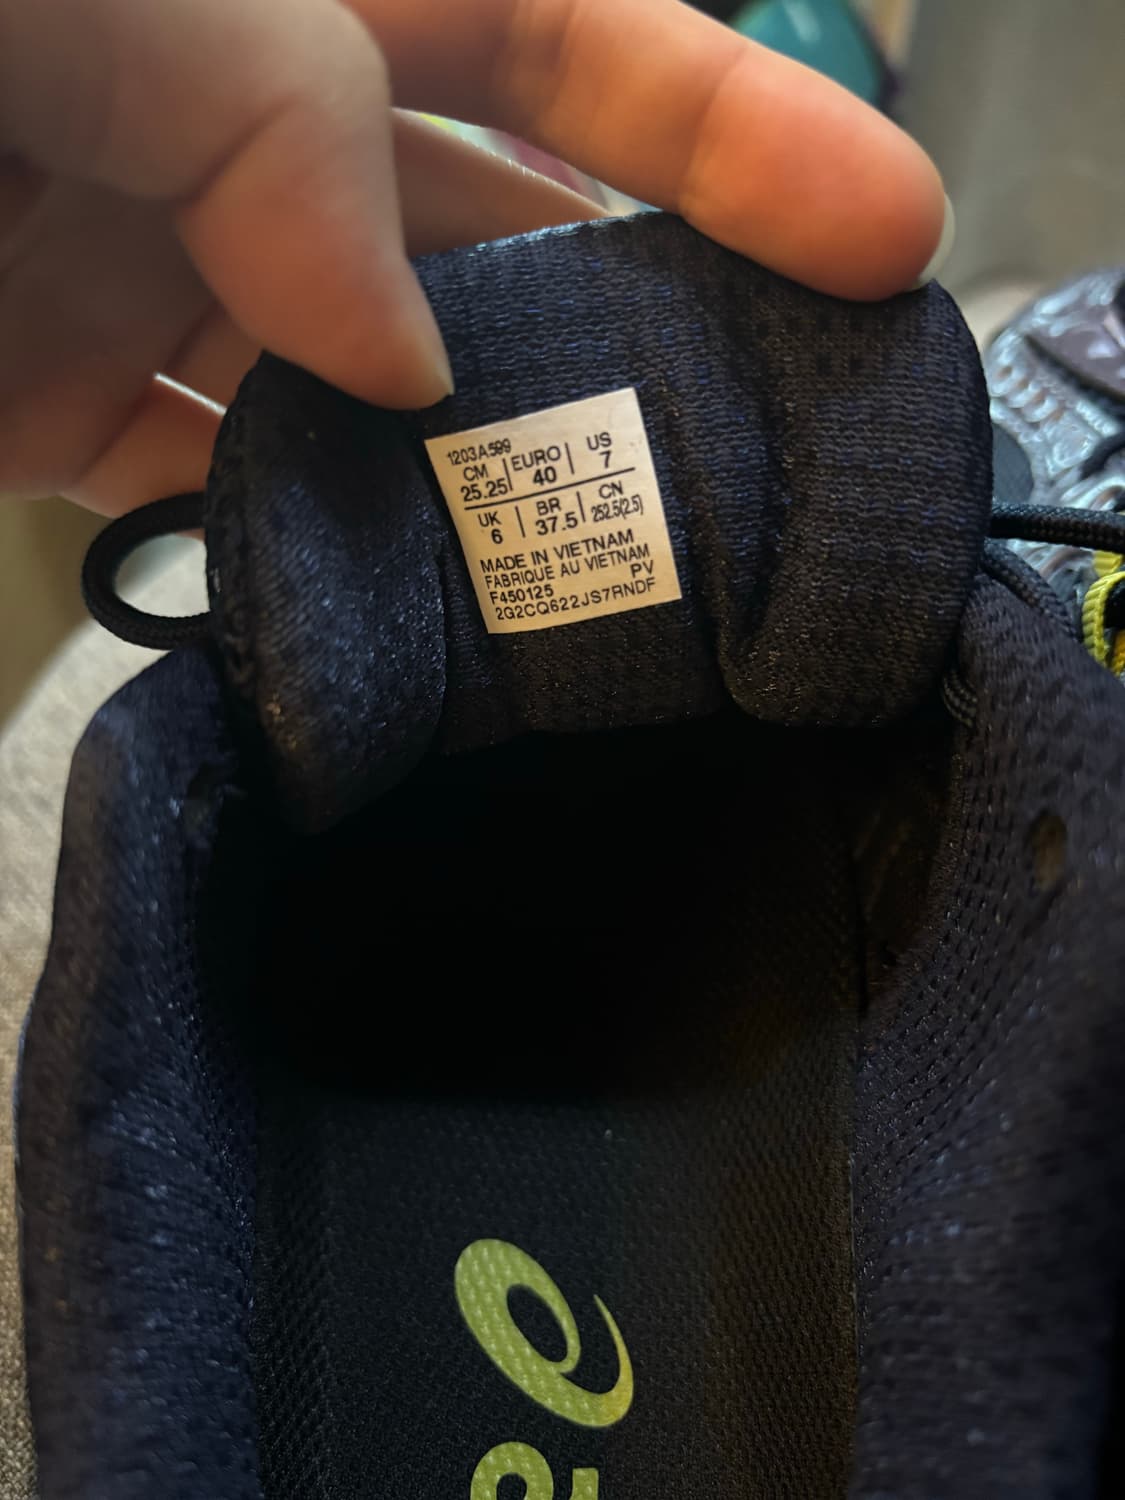 1203A599
CM 25.25 | EURO 40 | US 7
UK 6 | BR 37.5 | CN 252.5(2.5)
MADE IN VIETNAM
FABRIQUE AU VIETNAM
F450125 PV
2G2CQ622JS7RNDF
a